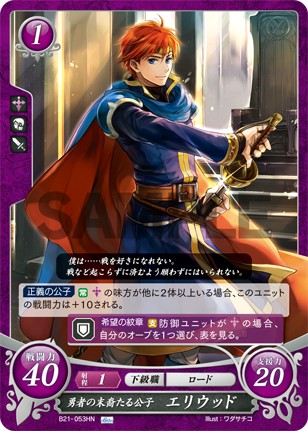 1
SAMPLE
僕は……戦を好きになれない。
戦など起こらずに済むよう願わずにはいられない。
正義の公子 常 の味方が他に2体以上いる場合、このユニット
の戦闘力は+10される。
希望の紋章 支 防御ユニットが の場合、
自分のオーブを1つ選び、表を見る。
戦闘力
40
射程 1 下級職 ロード
支援力
20
勇者の末裔たる公子 エリウッド
B21-053HN
Illust:ワダサチコ